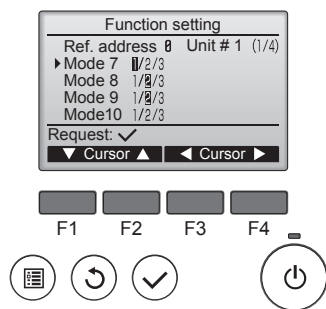 Function setting
Ref. address 0 Unit # 1 (1/4)
Mode 7 1/2/3
Mode 8 1/2/3
Mode 9 1/2/3
Mode10 1/2/3
Request: ✓
▼ Cursor ▲ ◀ Cursor ▶
F1 F2 F3 F4